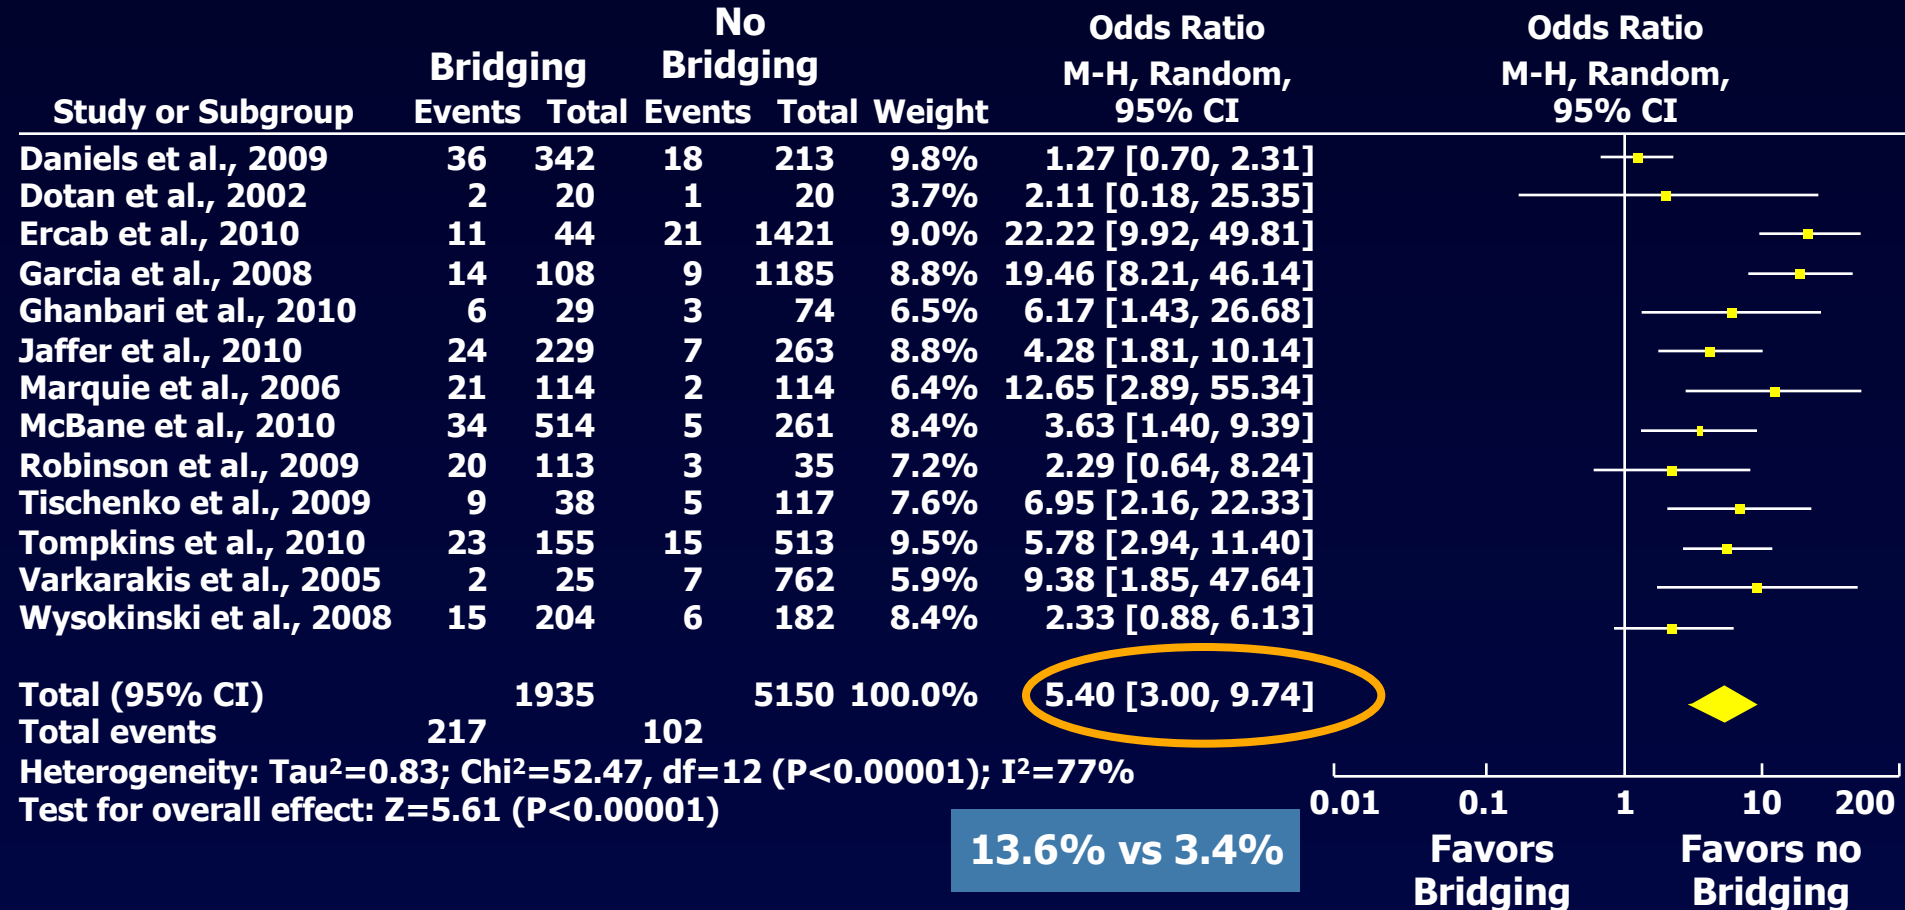 Bridging No Bridging Odds Ratio M-H, Random, 95% CI Odds Ratio M-H, Random, 95% CI
Study or Subgroup Events Total Events Total Weight
Daniels et al., 2009 36 342 18 213 9.8% 1.27 [0.70, 2.31]
Dotan et al., 2002 2 20 1 20 3.7% 2.11 [0.18, 25.35]
Ercab et al., 2010 11 44 21 1421 9.0% 22.22 [9.92, 49.81]
Garcia et al., 2008 14 108 9 1185 8.8% 19.46 [8.21, 46.14]
Ghanbari et al., 2010 6 29 3 74 6.5% 6.17 [1.43, 26.68]
Jaffer et al., 2010 24 229 7 263 8.8% 4.28 [1.81, 10.14]
Marquie et al., 2006 21 114 2 114 6.4% 12.65 [2.89, 55.34]
McBane et al., 2010 34 514 5 261 8.4% 3.63 [1.40, 9.39]
Robinson et al., 2009 20 113 3 35 7.2% 2.29 [0.64, 8.24]
Tischenko et al., 2009 9 38 5 117 7.6% 6.95 [2.16, 22.33]
Tompkins et al., 2010 23 155 15 513 9.5% 5.78 [2.94, 11.40]
Varkarakis et al., 2005 2 25 7 762 5.9% 9.38 [1.85, 47.64]
Wysokinski et al., 2008 15 204 6 182 8.4% 2.33 [0.88, 6.13]
Total (95% CI) 1935 5150 100.0% 5.40 [3.00, 9.74]
Total events 217 102
Heterogeneity: Tau²=0.83; Chi²=52.47, df=12 (P<0.00001); I²=77%
Test for overall effect: Z=5.61 (P<0.00001)
0.01 0.1 1 10 200
13.6% vs 3.4%
Favors Bridging Favors no Bridging